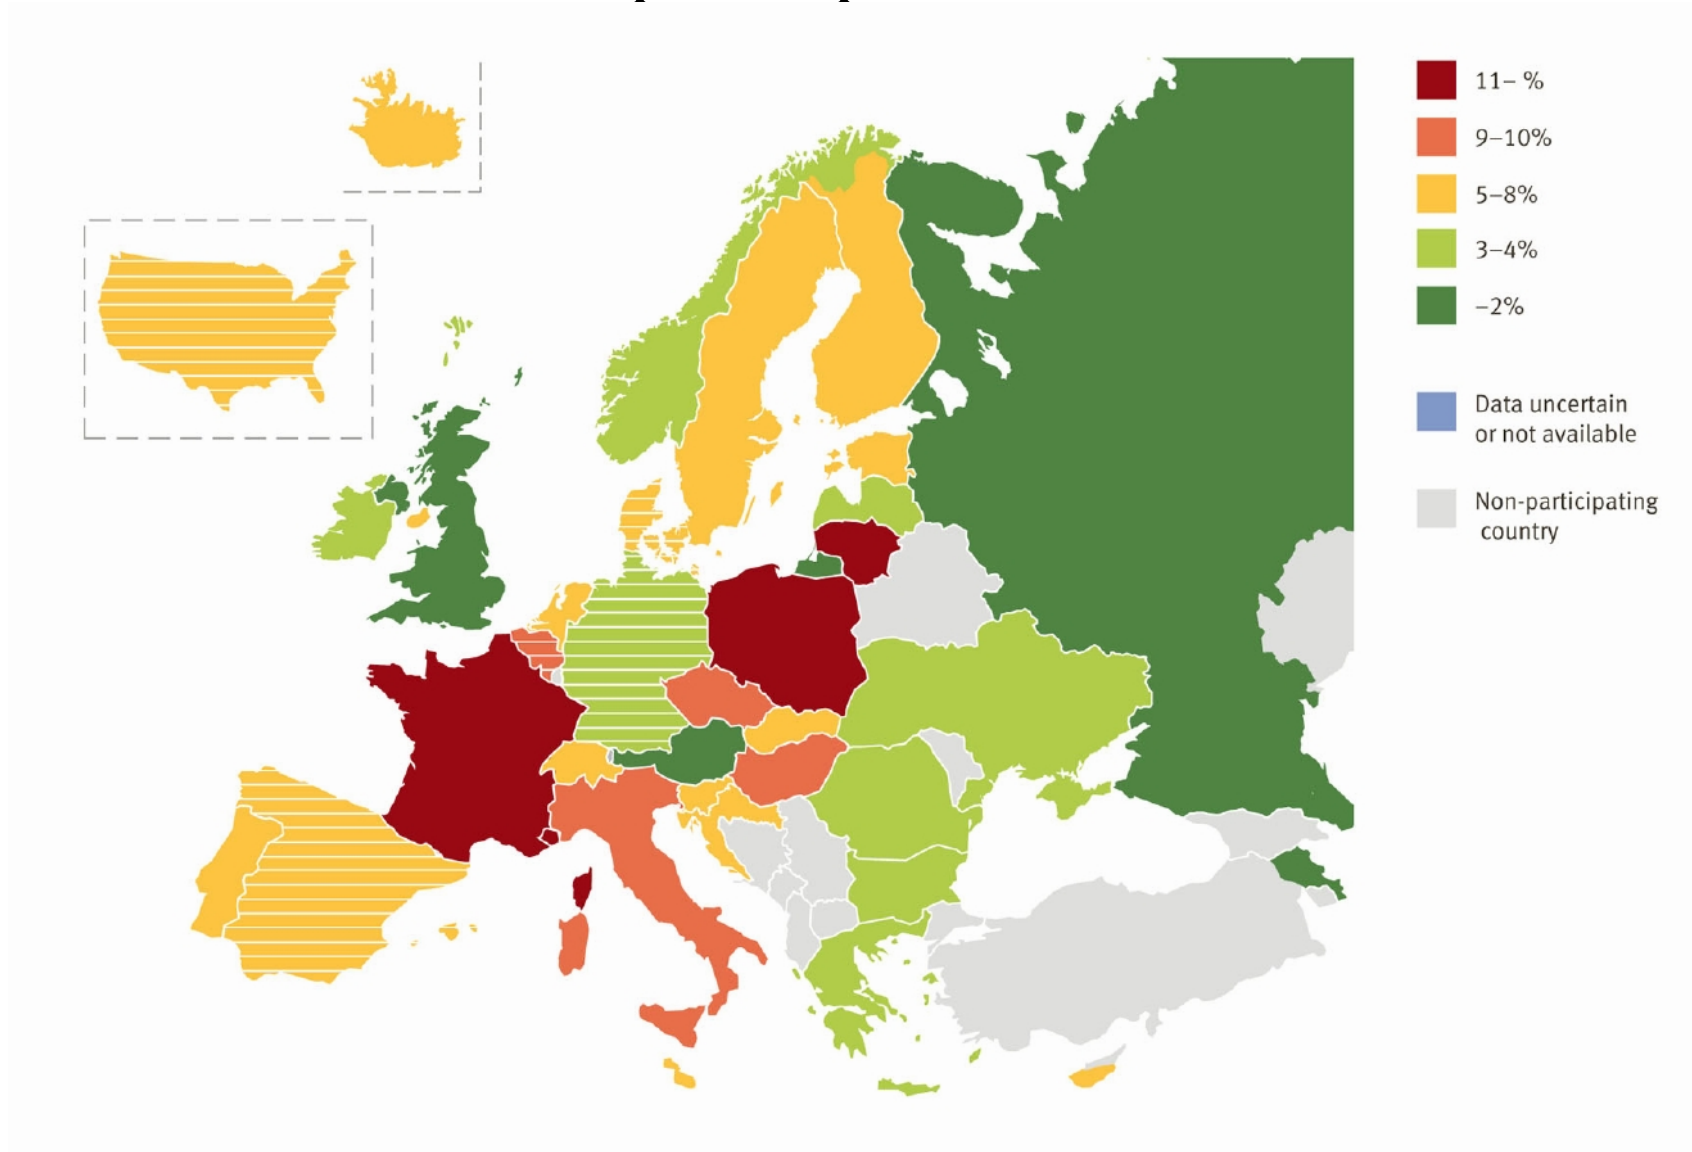 11– %
9–10%
5–8%
3–4%
–2%
Data uncertain
or not available
Non-participating
country